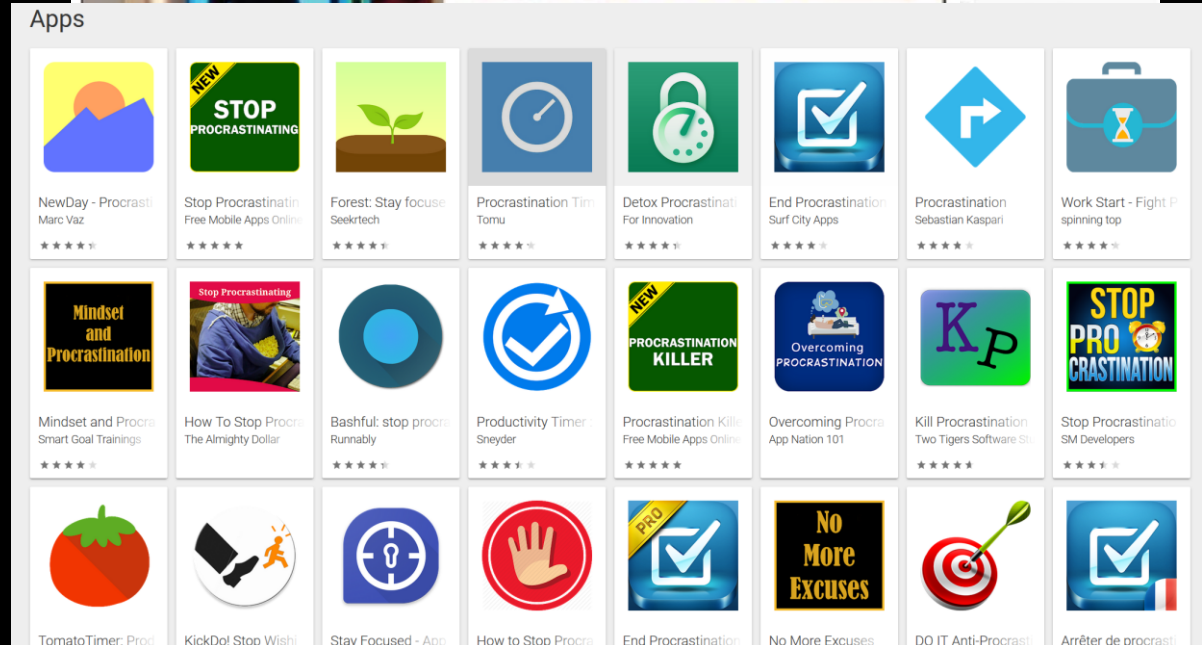 Apps
NEW
STOP
PROCRASTINATING
NewDay - Procrasti
Marc Vaz
Stop Procrastinatin
Free Mobile Apps Online
Forest: Stay focuse
Seekrtech
Procrastination Tim
Tomu
Detox Procrastinati
For Innovation
End Procrastination
Surf City Apps
Procrastination
Sebastian Kaspari
Work Start - Fight P
spinning top
Mindset
and
Procrastination
Stop Procrastinating
NEW
PROCRASTINATION
KILLER
Overcoming
PROCRASTINATION
KP
STOP
PRO
CRASTINATION
Mindset and Procra
Smart Goal Trainings
How To Stop Procra
The Almighty Dollar
Bashful: stop procra
Runnably
Productivity Timer :
Sneyder
Procrastination Kille
Free Mobile Apps Online
Overcoming Procra
App Nation 101
Kill Procrastination
Two Tigers Software Stu
Stop Procrastinatio
SM Developers
PRO
No
More
Excuses
TomatoTimer: Prod
KickDo! Stop Wishi
Stay Focused - App
How to Stop Procra
End Procrastination
No More Excuses
DO IT Anti-Procrast
Arrêter de procrasti